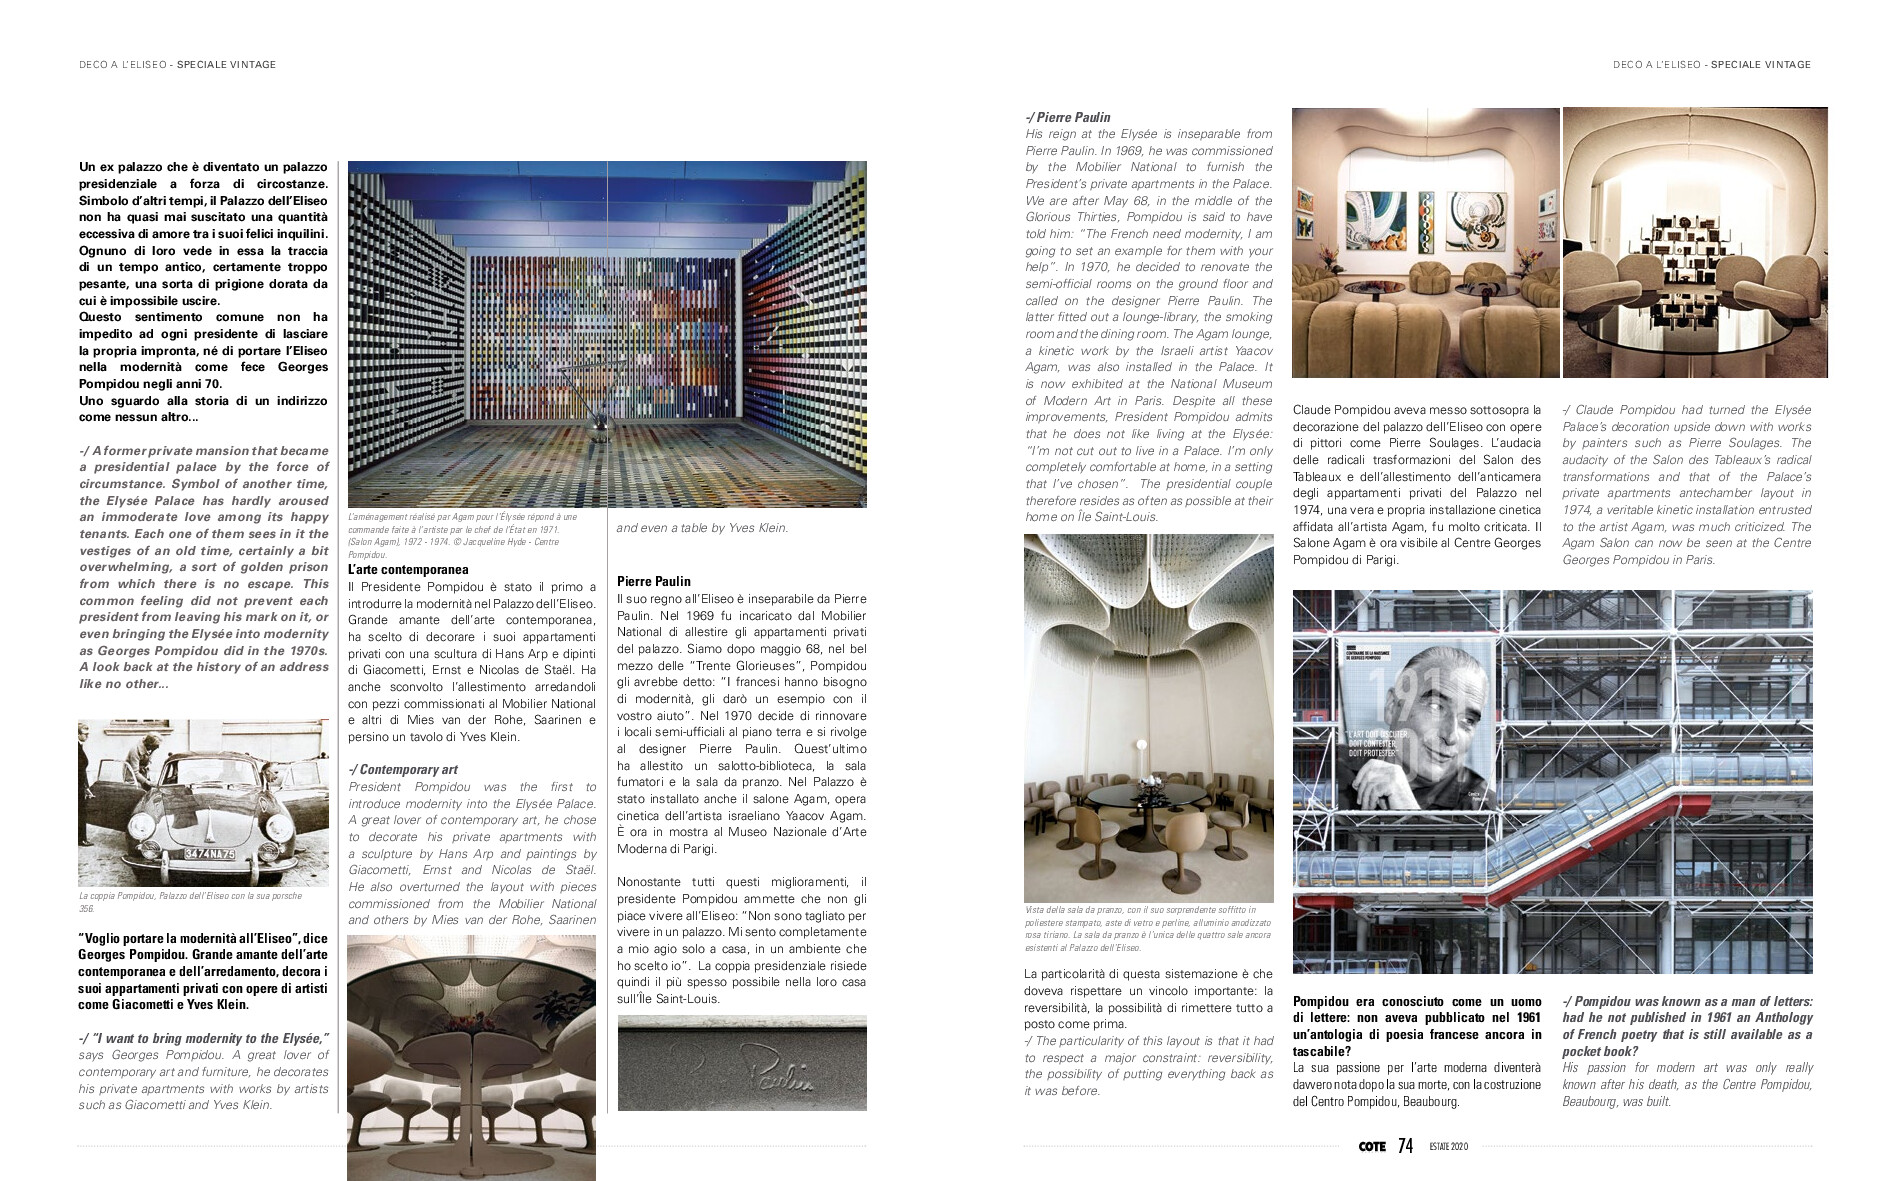 DECO A L'ELISEO - SPECIALE VINTAGE
Un ex palazzo che è diventato un palazzo
presidenziale a forza di circostanze.
Simbolo d'altri tempi, il Palazzo dell'Eliseo
non ha quasi mai suscitato una quantità
eccessiva di amore tra i suoi felici inquilini.
Ognuno di loro vede in essa la traccia
di un tempo antico, certamente troppo
pesante, una sorta di prigione dorata da
cui è impossibile uscire.
Questo sentimento comune non ha
impedito ad ogni presidente di lasciare
la propria impronta, né di portare l'Eliseo
nella modernità come fece Georges
Pompidou negli anni 70.
Uno sguardo alla storia di un indirizzo
come nessun altro...
-/ A former private mansion that became
a presidential palace by the force of
circumstance. Symbol of another time,
the Elysée Palace has hardly aroused
an immoderate love among its happy
tenants. Each one of them sees in it the
vestiges of an old time, certainly a bit
overwhelming, a sort of golden prison
from which there is no escape. This
common feeling did not prevent each
president from leaving his mark on it, or
even bringing the Elysée into modernity
as Georges Pompidou did in the 1970s.
A look back at the history of an address
like no other...
3474NA75
La coppia Pompidou, Palazzo dell'Eliseo con la sua porsche
356.
"Voglio portare la modernità all'Eliseo", dice
Georges Pompidou. Grande amante dell'arte
contemporanea e dell'arredamento, decora i
suoi appartamenti privati con opere di artisti
come Giacometti e Yves Klein.
-/ "I want to bring modernity to the Elysée,"
says Georges Pompidou. A great lover of
contemporary art and furniture, he decorates
his private apartments with works by artists
such as Giacometti and Yves Klein.
L'aménagement réalisé par Agam pour l'Élysée répond à une
commande faite à l'artiste par le chef de l'État en 1971.
(Salon Agam), 1972 - 1974. © Jacqueline Hyde - Centre
Pompidou.
L'arte contemporanea
Il Presidente Pompidou è stato il primo a
introdurre la modernità nel Palazzo dell'Eliseo.
Grande amante dell'arte contemporanea,
ha scelto di decorare i suoi appartamenti
privati con una scultura di Hans Arp e dipinti
di Giacometti, Ernst e Nicolas de Staël. Ha
anche sconvolto l'allestimento arredandoli
con pezzi commissionati al Mobilier National
e altri di Mies van der Rohe, Saarinen e
persino un tavolo di Yves Klein.
-/ Contemporary art
President Pompidou was the first to
introduce modernity into the Elysée Palace.
A great lover of contemporary art, he chose
to decorate his private apartments with
a sculpture by Hans Arp and paintings by
Giacometti, Ernst and Nicolas de Staël.
He also overturned the layout with pieces
commissioned from the Mobilier National
and others by Mies van der Rohe, Saarinen
and even a table by Yves Klein.
Pierre Paulin
Il suo regno all'Eliseo è inseparabile da Pierre
Paulin. Nel 1969 fu incaricato dal Mobilier
National di allestire gli appartamenti privati
del palazzo. Siamo dopo maggio 68, nel bel
mezzo delle "Trente Glorieuses", Pompidou
gli avrebbe detto: "I francesi hanno bisogno
di modernità, gli darò un esempio con il
vostro aiuto". Nel 1970 decide di rinnovare
i locali semi-ufficiali al piano terra e si rivolge
al designer Pierre Paulin. Quest'ultimo
ha allestito un salotto-biblioteca, la sala
fumatori e la sala da pranzo. Nel Palazzo è
stato installato anche il salone Agam, opera
cinetica dell'artista israeliano Yaacov Agam.
È ora in mostra al Museo Nazionale d'Arte
Moderna di Parigi.
Nonostante tutti questi miglioramenti, il
presidente Pompidou ammette che non gli
piace vivere all'Eliseo: "Non sono tagliato per
vivere in un palazzo. Mi sento completamente
a mio agio solo a casa, in un ambiente che
ho scelto io". La coppia presidenziale risiede
quindi il più spesso possibile nella loro casa
sull'Île Saint-Louis.
Paulin
DECO A L'ELISEO - SPECIALE VINTAGE
-/ Pierre Paulin
His reign at the Elysée is inseparable from
Pierre Paulin. In 1969, he was commissioned
by the Mobilier National to furnish the
President's private apartments in the Palace.
We are after May 68, in the middle of the
Glorious Thirties, Pompidou is said to have
told him: "The French need modernity, I am
going to set an example for them with your
help". In 1970, he decided to renovate the
semi-official rooms on the ground floor and
called on the designer Pierre Paulin. The
latter fitted out a lounge-library, the smoking
room and the dining room. The Agam lounge,
a kinetic work by the Israeli artist Yaacov
Agam, was also installed in the Palace. It
is now exhibited at the National Museum
of Modern Art in Paris. Despite all these
improvements, President Pompidou admits
that he does not like living at the Elysée:
"I'm not cut out to live in a Palace. I'm only
completely comfortable at home, in a setting
that I've chosen". The presidential couple
therefore resides as often as possible at their
home on Île Saint-Louis.
Vista della sala da pranzo, con il suo sorprendente soffitto in
poliestere stampato, aste di vetro e perline, alluminio anodizzato
rosa tiriano. La sala da pranzo è l'unica delle quattro sale ancora
esistenti al Palazzo dell'Eliseo.
La particolarità di questa sistemazione è che
doveva rispettare un vincolo importante: la
reversibilità, la possibilità di rimettere tutto a
posto come prima.
-/ The particularity of this layout is that it had
to respect a major constraint: reversibility,
the possibility of putting everything back as
it was before.
Claude Pompidou aveva messo sottosopra la
decorazione del palazzo dell'Eliseo con opere
di pittori come Pierre Soulages. L'audacia
delle radicali trasformazioni del Salon des
Tableaux e dell'allestimento dell'anticamera
degli appartamenti privati del Palazzo nel
1974, una vera e propria installazione cinetica
affidata all'artista Agam, fu molto criticata. Il
Salone Agam è ora visibile al Centre Georges
Pompidou di Parigi.
-/ Claude Pompidou had turned the Elysée
Palace's decoration upside down with works
by painters such as Pierre Soulages. The
audacity of the Salon des Tableaux's radical
transformations and that of the Palace's
private apartments antechamber layout in
1974, a veritable kinetic installation entrusted
to the artist Agam, was much criticized. The
Agam Salon can now be seen at the Centre
Georges Pompidou in Paris.
CENTENAIRE DE LA NAISSANCE
DE GEORGES POMPIDOU
1911
"L'ART DOIT DISCUTER,
DOIT CONTESTER,
DOIT PROTESTER"
Centre
Pompidou
Pompidou era conosciuto come un uomo
di lettere: non aveva pubblicato nel 1961
un'antologia di poesia francese ancora in
tascabile?
La sua passione per l'arte moderna diventerà
davvero nota dopo la sua morte, con la costruzione
del Centro Pompidou, Beaubourg.
-/ Pompidou was known as a man of letters:
had he not published in 1961 an Anthology
of French poetry that is still available as a
pocket book?
His passion for modern art was only really
known after his death, as the Centre Pompidou,
Beaubourg, was built.
COTE 74 ESTATE 2020